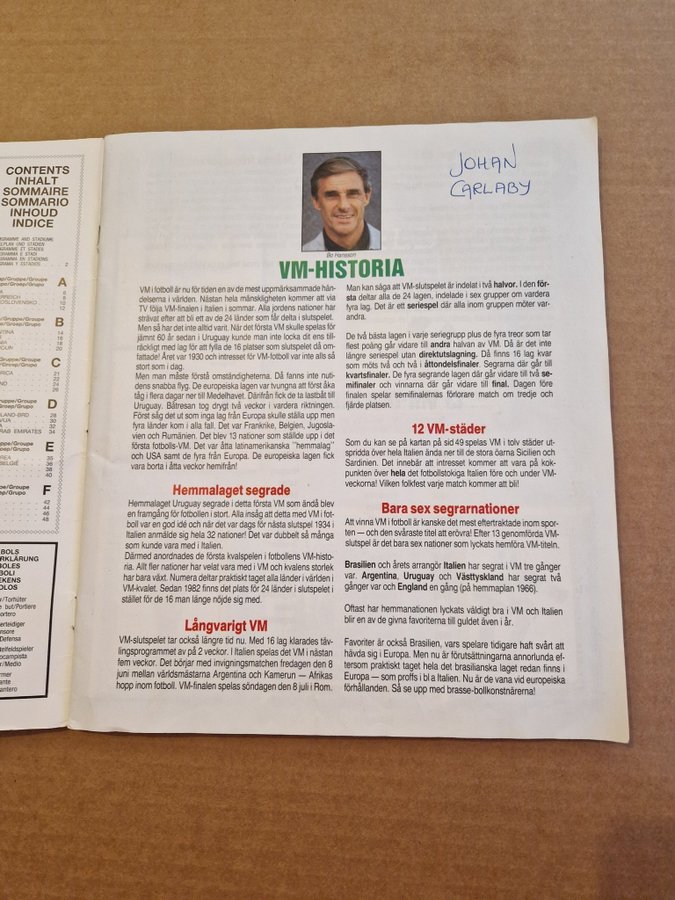 CONTENTS
INHALT
SOMMAIRE
SOMMARIO
INHOUD
INDICE
A
B
C
D
E
F
JOHAN
CARLABY
Bo Hansson
VM-HISTORIA
VM i fotboll är nu för tiden en av de mest uppmärksammade hän-
delserna i världen. Nästan hela mänskligheten kommer att via
TV följa VM-finalen i Italien i sommar. Alla jordens nationer har
strävat efter att bli ett av de 24 länder som får delta i slutspelet.
Men så har det inte alltid varit. När det första VM skulle spelas för
jämnt 60 år sedan i Uruguay kunde man inte locka dit ens till-
räckligt med lag för att fylla de 16 platser som slutspelet då om-
fattade! Året var 1930 och intresset för VM-fotboll var inte alls så
stort som i dag.
Men man måste förstå omständigheterna. Då fanns inte nuti-
dens snabba flyg. De europeiska lagen var tvungna att först åka
tåg i flera dagar ner till Medelhavet. Därifrån fick de ta lastbåt till
Uruguay. Båtresan tog drygt två veckor i vardera riktningen.
Först såg det ut som inga lag från Europa skulle ställa upp men
fyra länder kom i alla fall. Det var Frankrike, Belgien, Jugosla-
vien och Rumänien. Det blev 13 nationer som ställde upp i det
första fotbolls-VM. Det var åtta latinamerikanska "hemmalag"
och USA samt de fyra från Europa. De europeiska lagen fick
vara borta i åtta veckor hemifrån!
Hemmalaget segrade
Hemmalaget Uruguay segrade i detta första VM som ändå blev
en framgång för fotbollen i stort. Alla insåg att detta med VM i fot-
boll var en god idé och när det var dags för nästa slutspel 1934 i
Italien anmälde sig hela 32 nationer! Det var dubbelt så många
som kunde vara med i Italien.
Därmed anordnades de första kvalspelen i fotbollens VM-histo-
ria. Allt fler nationer har velat vara med i VM och kvalens storlek
har bara växt. Numera deltar praktiskt taget alla länder i världen i
VM-kvalet. Sedan 1982 finns det plats för 24 länder i slutspelet i
stället för de 16 man länge nöjde sig med.
Långvarigt VM
VM-slutspelet tar också längre tid nu. Med 16 lag klarades täv-
lingsprogrammet av på 2 veckor. I Italien spelas det VM i nästan
fem veckor. Det börjar med invigningsmatchen fredagen den 8
juni mellan världsmästarna Argentina och Kamerun — Afrikas
hopp inom fotboll. VM-finalen spelas söndagen den 8 juli i Rom.
Man kan säga att VM-slutspelet är indelat i två halvor. I den för-
sta deltar alla de 24 lagen, indelade i sex grupper om vardera
fyra lag. Det är ett seriespel där alla inom gruppen möter var-
andra.
De två bästa lagen i varje seriegrupp plus de fyra treor som tar
flest poäng går vidare till andra halvan av VM. Då är det inte
längre seriespel utan direktutslagning. Då finns 16 lag kvar
som möts två och två i åttondelsfinaler. Segrarna där går till
kvartsfinaler. De fyra segrande lagen där går vidare till två se-
mifinaler och vinnarna där går vidare till final. Dagen före
finalen spelar semifinalernas förlorare match om tredje och
fjärde platsen.
12 VM-städer
Som du kan se på kartan på sid 49 spelas VM i tolv städer ut-
spridda över hela Italien ända ner till de stora öarna Sicilien och
Sardinien. Det innebär att intresset kommer att vara på kok-
punkten över hela det fotbollstokiga Italien före och under VM-
veckorna! Vilken folkfest varje match kommer att bli!
Bara sex segrarnationer
Att vinna VM i fotboll är kanske det mest eftertraktade inom spor-
ten — och den svåraste titel att erövra! Efter 13 genomförda VM-
slutspel är det bara sex nationer som lyckats hemföra VM-titeln.
Brasilien och årets arrangör Italien har segrat i VM tre gånger
var. Argentina, Uruguay och Västtyskland har segrat två
gånger var och England en gång (på hemmaplan 1966).
Oftast har hemmanationen lyckats väldigt bra i VM och Italien
blir en av de givna favoriterna till guldet även i år.
Favoriter är också Brasilien, vars spelare tidigare haft svårt att
hävda sig i Europa. Men nu är förutsättningarna annorlunda ef-
tersom praktiskt taget hela det brasilianska laget redan finns i
Europa — som proffs i bl a Italien. Nu är de vana vid europeiska
förhållanden. Så se upp med brasse-bollkonstnärerna!